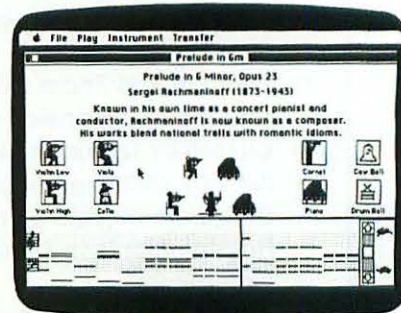 File Play Instrument Transfer
Prelude in Gm
Prelude in G Minor, Opus 23
Sergei Rachmaninoff (1873-1943)
Known in his own time as a concert pianist and
conductor, Rachmaninoff is now known as a composer.
His works blend national traits with romantic idioms.
Violin Low Viola Cornet Cow Bell
Violin High Cello Piano Drum Roll